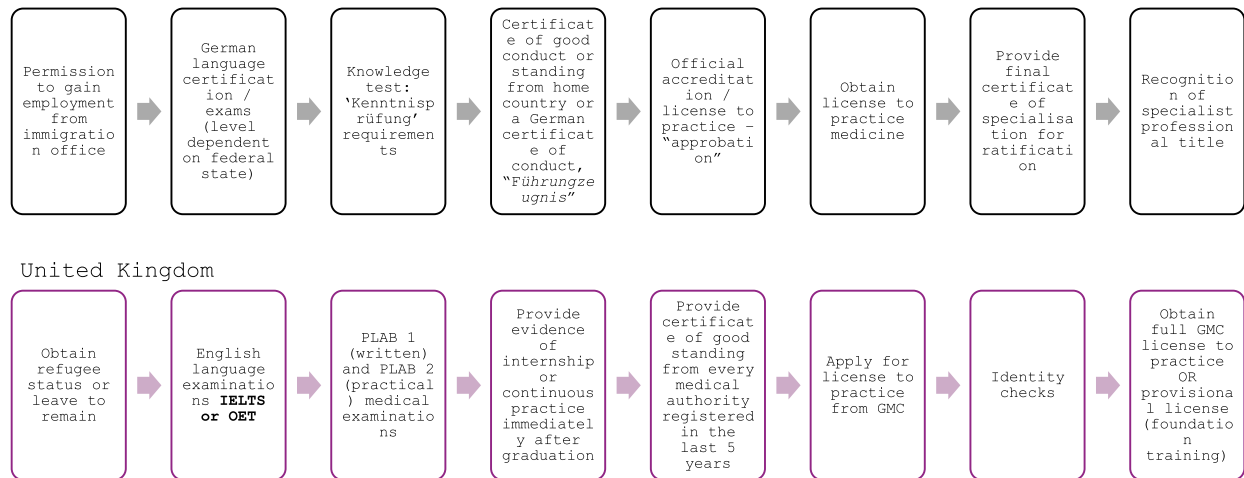 Permission
to gain
employment
from
immigratio
n office
German
language
certificat
ion /
exams
(level
dependent
on federal
state)
Knowledge
test:
‘Kenntnisp
rüfung’
requiremen
ts
Certificat
e of good
conduct or
standing
from home
country or
a German
certificat
e of
conduct,
“Führungze
ugnis”
Official
accreditat
ion /
license to
practice –
“approbati
on”
Obtain
license to
practice
medicine
Provide
final
certificat
e of
specialisa
tion for
ratificati
on
Recognitio
n of
specialist
profession
al title
United Kingdom
Obtain
refugee
status or
leave to
remain
English
language
examinatio
ns IELTS
or OET
PLAB 1
(written)
and PLAB 2
(practical
) medical
examinatio
ns
Provide
evidence
of
internship
or
continuous
practice
immediatel
y after
graduation
Provide
certificat
e of good
standing
from every
medical
authority
registered
in the
last 5
years
Apply for
license to
practice
from GMC
Identity
checks
Obtain
full GMC
license to
practice
OR
provisiona
l license
(foundatio
n
training)